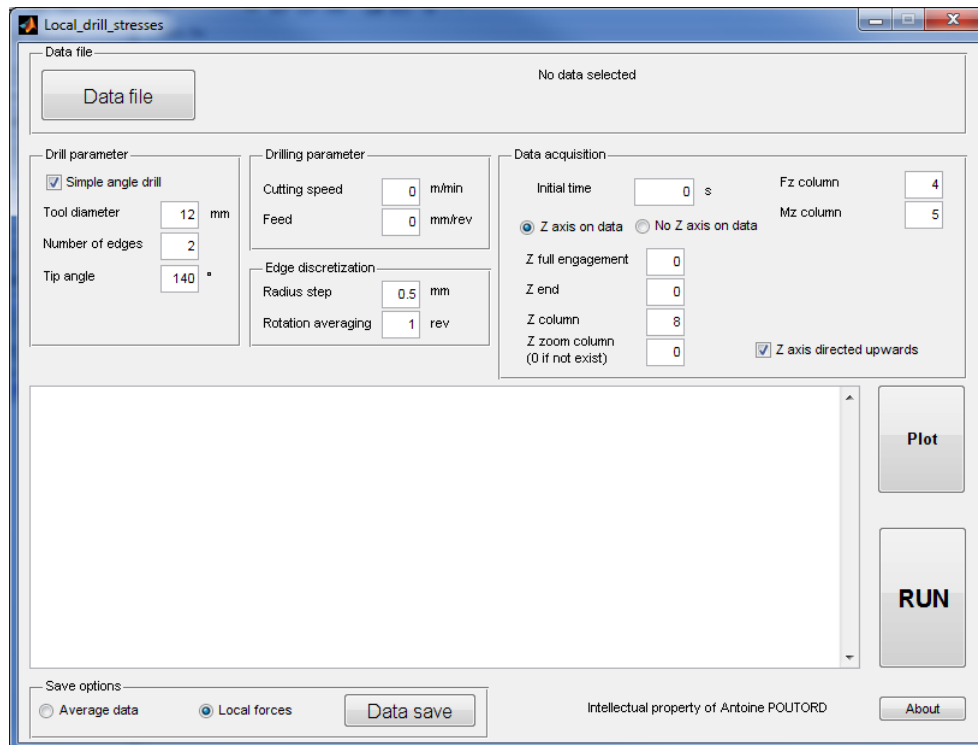 Local_drill_stresses
Data file
Data file
No data selected
Drill parameter
Simple angle drill
Tool diameter 12 mm
Number of edges 2
Tip angle 140 °
Drilling parameter
Cutting speed 0 m/min
Feed 0 mm/rev
Edge discretization
Radius step 0.5 mm
Rotation averaging 1 rev
Data acquisition
Initial time 0 s
Fz column 4
Mz column 5
Z axis on data No Z axis on data
Z full engagement 0
Z end 0
Z column 8
Z zoom column
(0 if not exist) 0
Z axis directed upwards
Plot
RUN
Save options
Average data Local forces Data save
Intellectual property of Antoine POUTORD
About